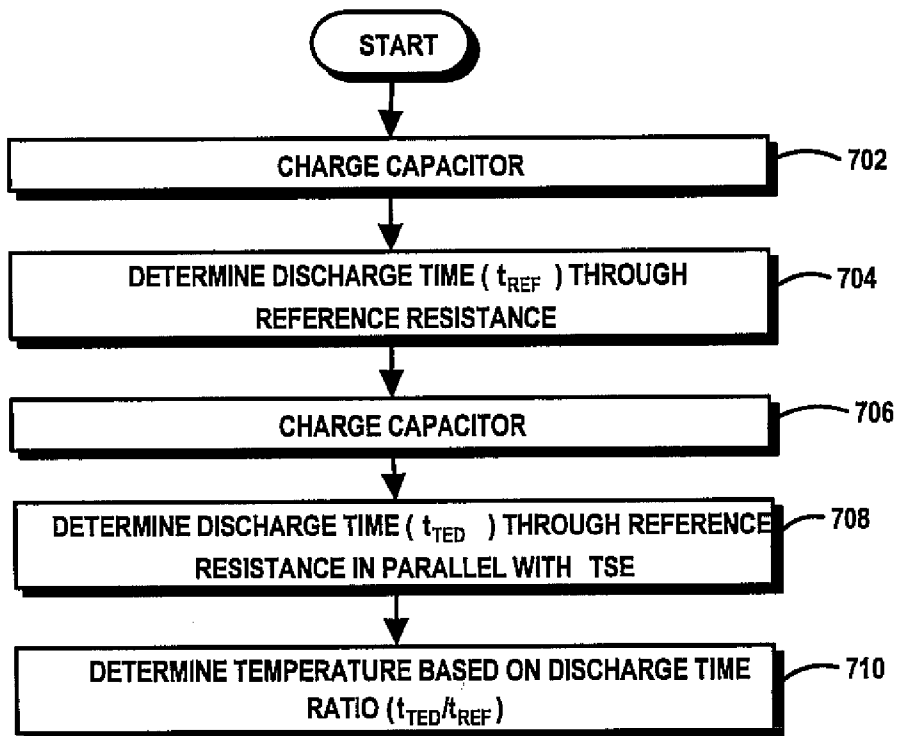 START
CHARGE CAPACITOR
702
DETERMINE DISCHARGE TIME ( tREF ) THROUGH
REFERENCE RESISTANCE
704
CHARGE CAPACITOR
706
DETERMINE DISCHARGE TIME ( tTED ) THROUGH REFERENCE
RESISTANCE IN PARALLEL WITH TSE
708
DETERMINE TEMPERATURE BASED ON DISCHARGE TIME
RATIO (tTED/tREF)
710